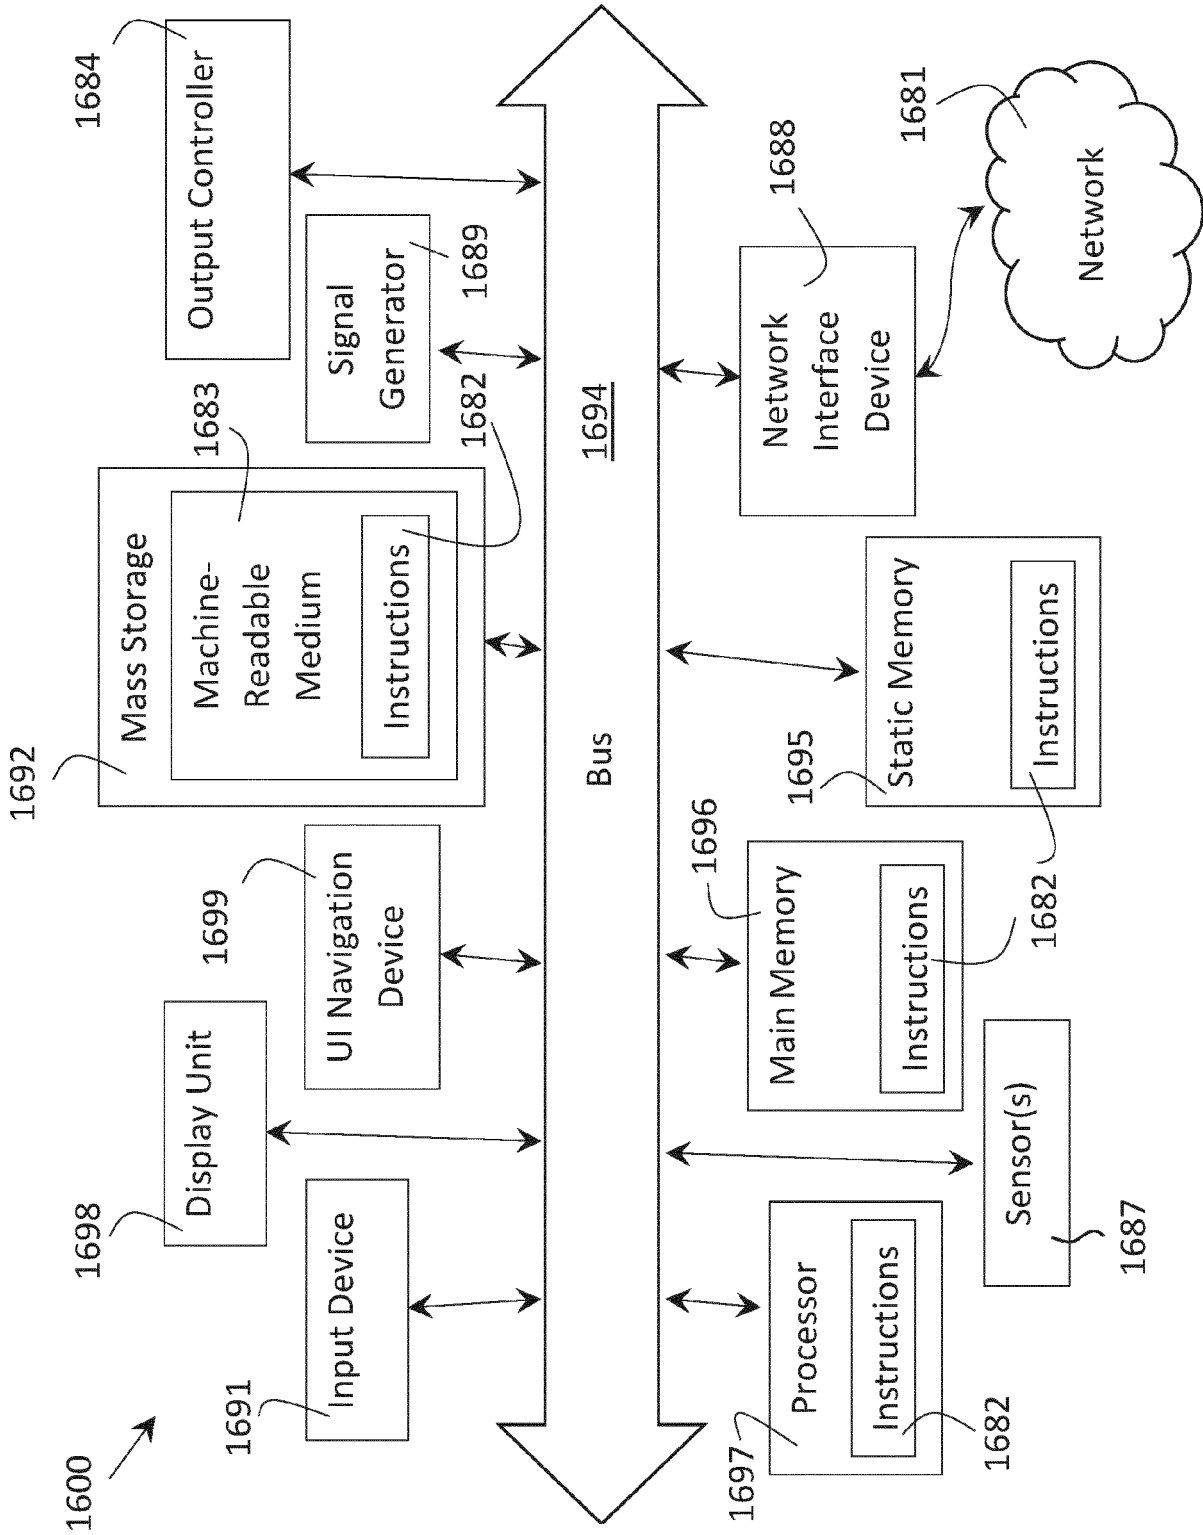 1600
1691
Input Device
1698
Display Unit
1699
UI Navigation
Device
1692
Mass Storage
Machine-
Readable
Medium
Instructions
1683
1682
Signal
Generator
1689
1684
Output Controller
Bus
1694
1697
Processor
Instructions
1682
Sensor(s)
1687
1696
Main Memory
Instructions
1682
1695
Static Memory
Instructions
Network
Interface
Device
1688
1681
Network